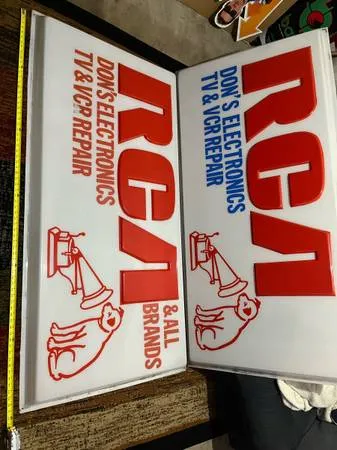 RCA
& ALL
BRANDS
DON'S ELECTRONICS
TV & VCR REPAIR
RCA
DON'S ELECTRONICS
TV & VCR REPAIR